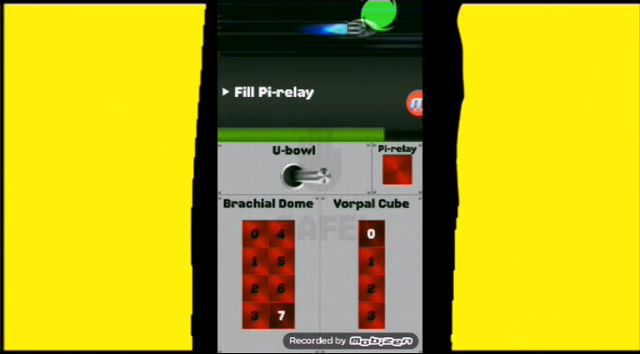 Fill Pi-relay
U-bowl
Pi-relay
Brachial Dome
Vorpal Cube
0 4
1 5
2 6
3 7
0
1
2
3
Recorded by mobizen